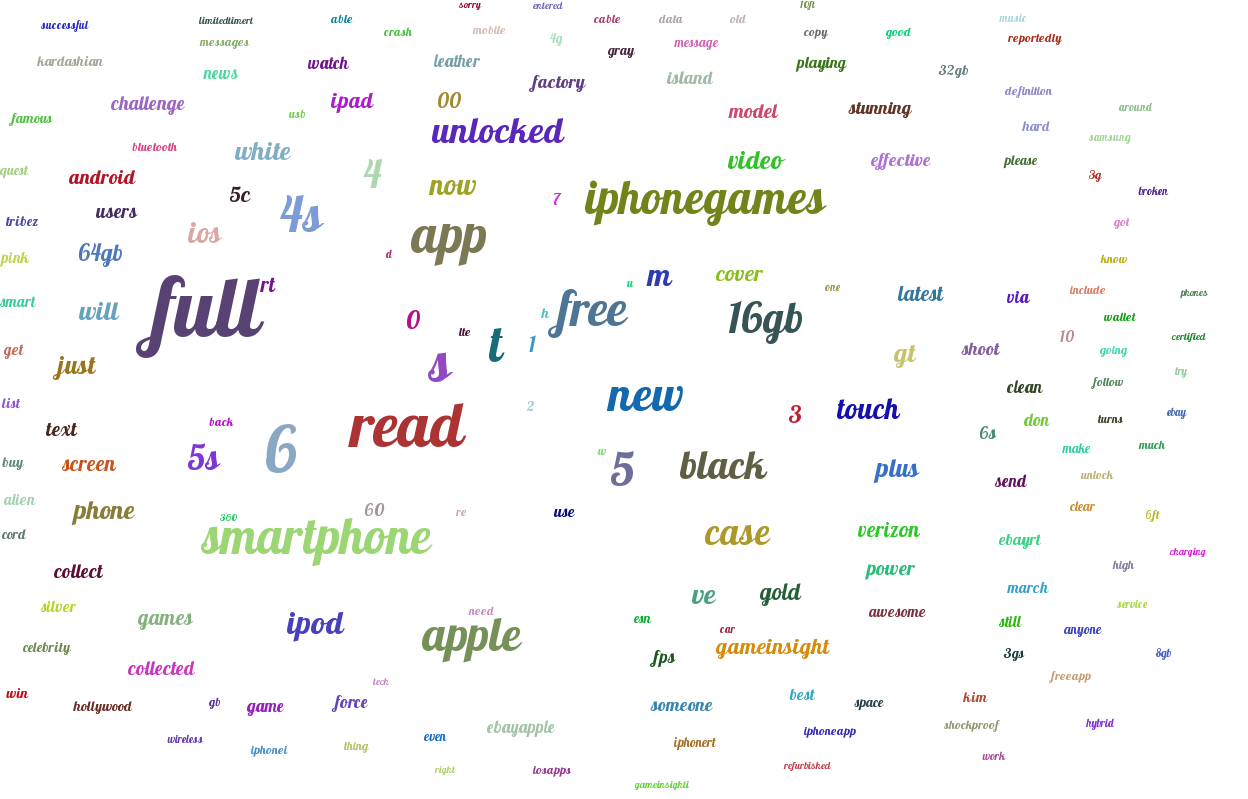 sorry entered 10ft
successful limitedtimert able cable data old music
crash mobile copy good
messages 4g gray message reportedly
kardashian watch leather playing
news factory island 32gb
challenge ipad 00 definition
famous usb model stunning around
unlocked hard samsung
bluetooth white video effective please
quest android 4 3g
5c now 7 iphonegames broken
tribez users 4s got
ios app
pink 64gb d know
rt u m cover one
smart will full h free 16gb latest via include phones
0 lte wallet
get t 1 10 certified
just s gt shoot going
new clean follow try
list 2 3 touch
text back 6 read don turns ebay
6s
buy screen 5s w 5 black plus make much
send unlock
alien phone 60 re use clear 6ft
360
cord smartphone case verizon ebayrt
collect power high charging
silver ve gold march
games need awesome service
celebrity ipod apple esn car still anyone
collected fps gameinsight 3gs 8gb
win tech freeapp
hollywood gb game force someone best space kim
ebayapple shockproof hybrid
wireless iphonei thing even iphonert iphoneapp
right iosapps refurbished work
gameinsighti